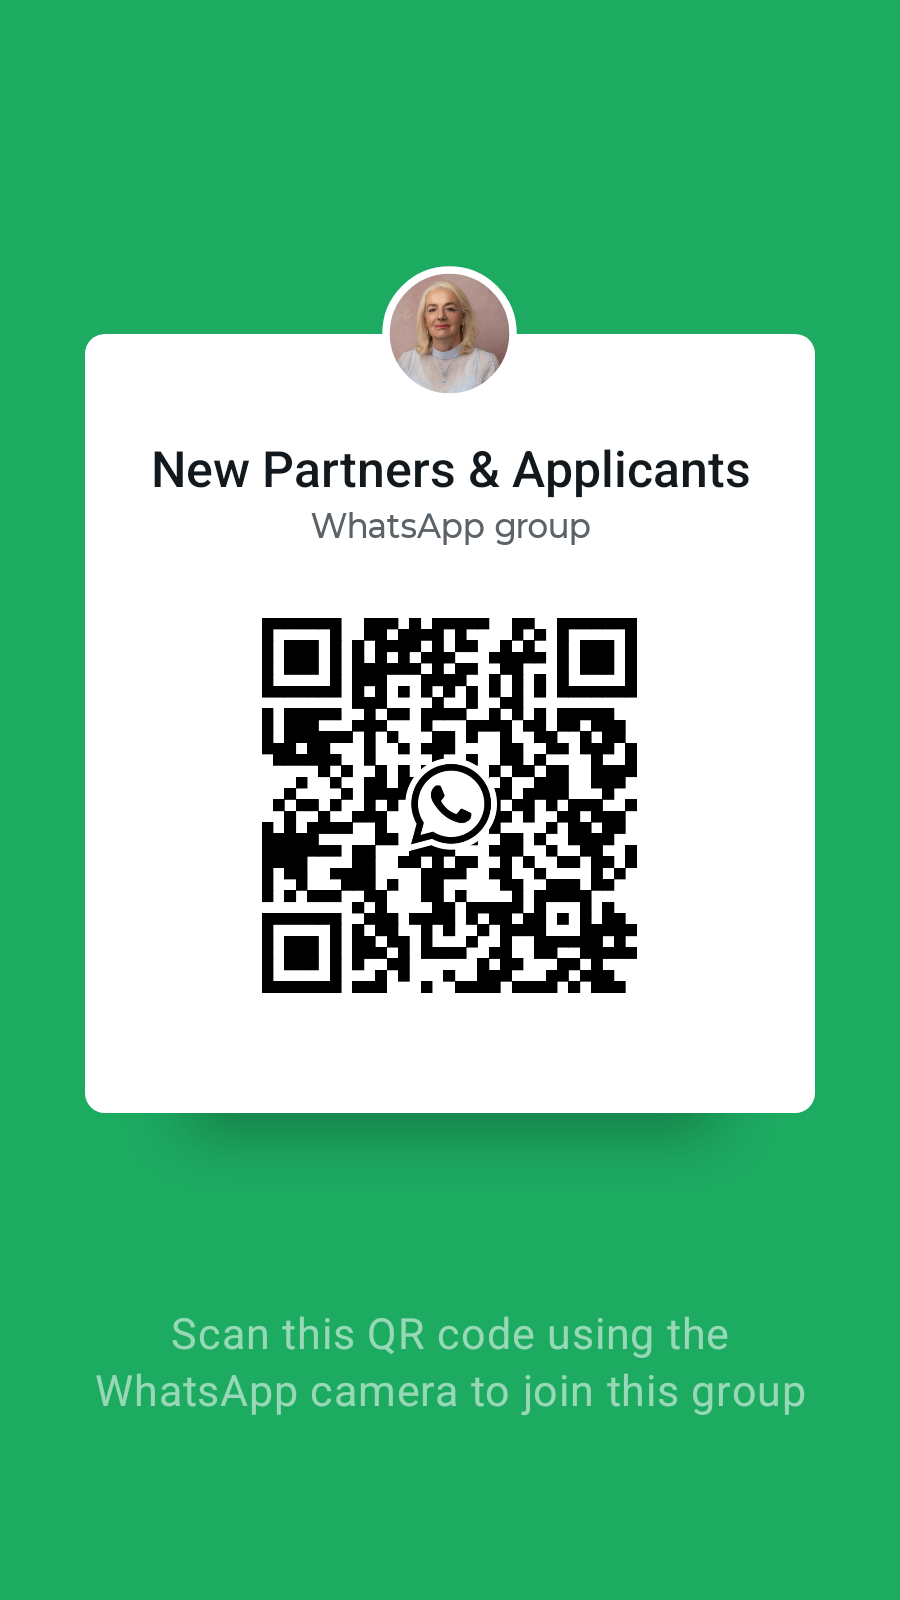 New Partners & Applicants
WhatsApp group
Scan this QR code using the
WhatsApp camera to join this group